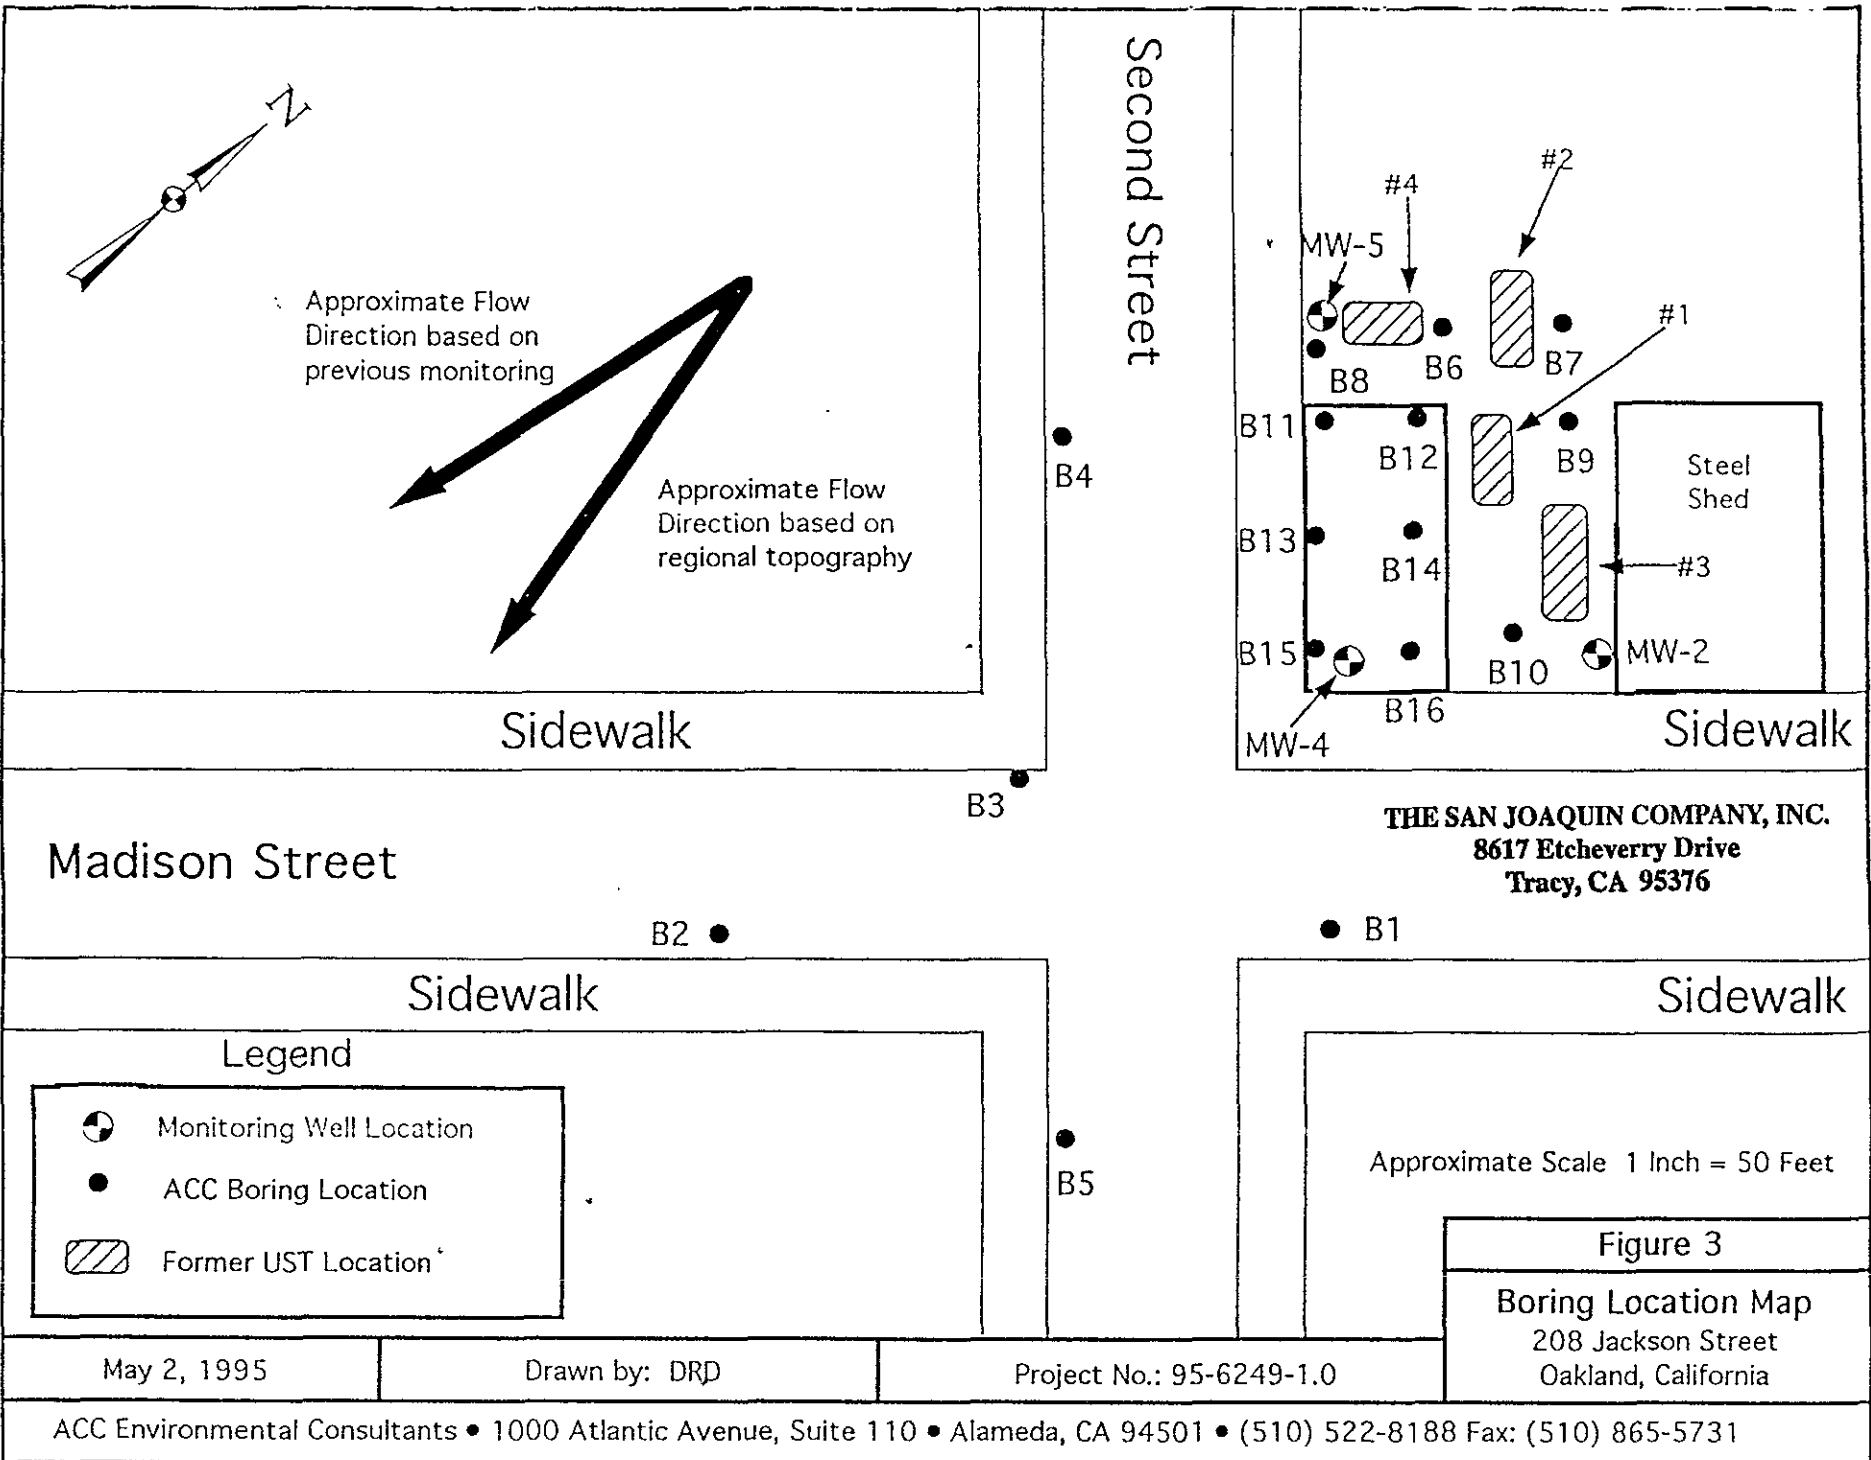 N
Second Street
#2
#4
MW-5
#1
Approximate Flow
Direction based on
previous monitoring
B8
B6
B7
B11
B12
B9
B4
Steel
Shed
Approximate Flow
Direction based on
regional topography
B13
B14
#3
B15
B10
MW-2
B16
MW-4
Sidewalk
Sidewalk
B3
THE SAN JOAQUIN COMPANY, INC.
8617 Etcheverry Drive
Tracy, CA 95376
Madison Street
B2
B1
Sidewalk
Sidewalk
Legend
Monitoring Well Location
ACC Boring Location
Former UST Location
B5
Approximate Scale 1 Inch = 50 Feet
Figure 3
Boring Location Map
208 Jackson Street
Oakland, California
May 2, 1995
Drawn by: DRD
Project No.: 95-6249-1.0
ACC Environmental Consultants • 1000 Atlantic Avenue, Suite 110 • Alameda, CA 94501 • (510) 522-8188 Fax: (510) 865-5731